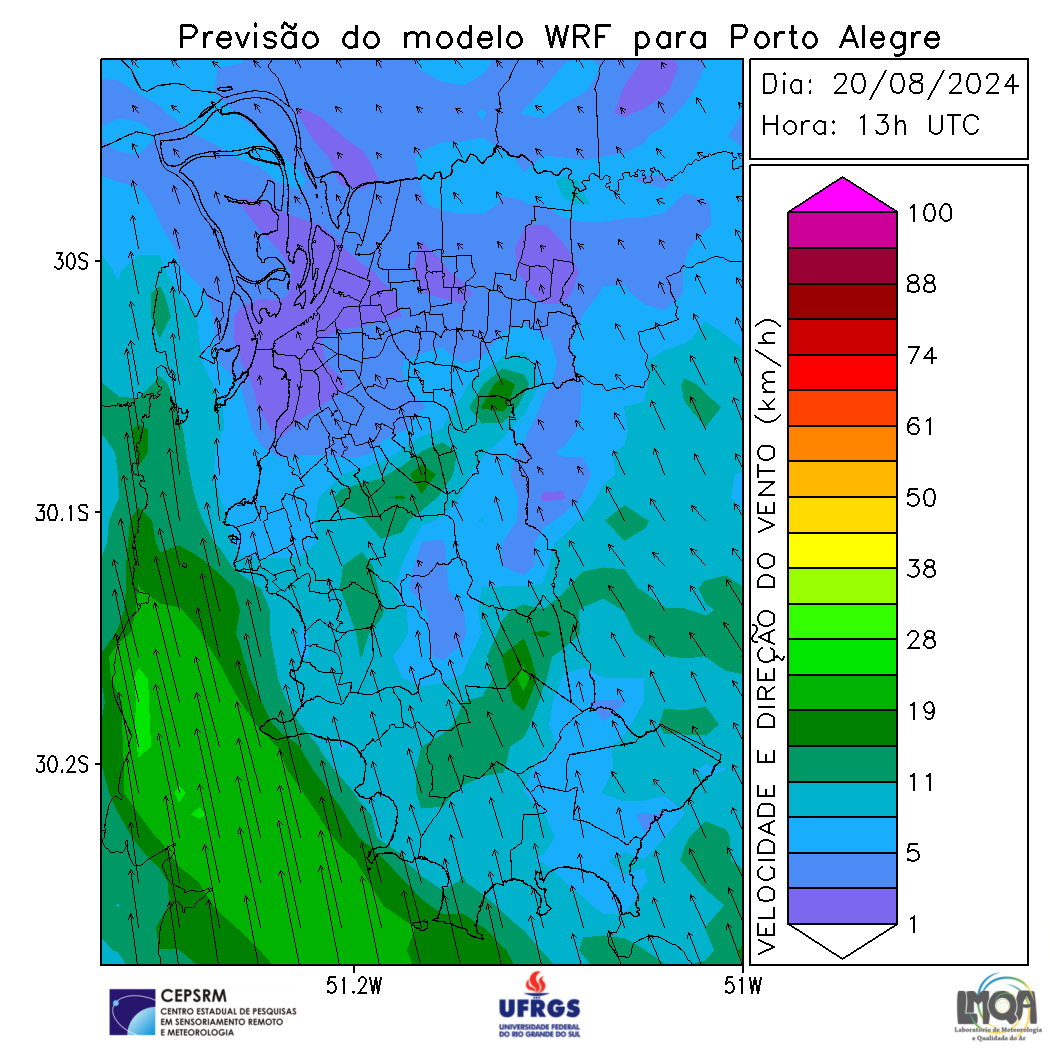 Previsão do modelo WRF para Porto Alegre
Dia: 20/08/2024
Hora: 13h UTC
30S
30.1S
30.2S
51.2W
51W
VELOCIDADE E DIREÇÃO DO VENTO (km/h)
100
88
74
61
50
38
28
19
11
5
1
CEPSRM
CENTRO ESTADUAL DE PESQUISAS
EM SENSORIAMENTO REMOTO
E METEOROLOGIA
UFRGS
UNIVERSIDADE FEDERAL
DO RIO GRANDE DO SUL
LMQA
Laboratório de Meteorologia
e Qualidade do Ar